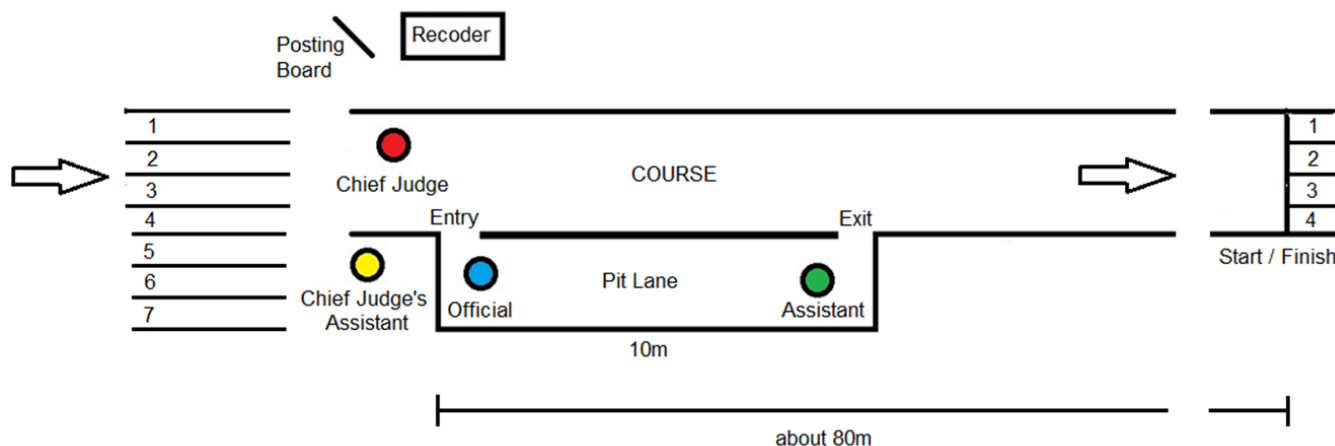 Posting
Board
Recoder
1
2
3
4
5
6
7
Chief Judge
COURSE
1
2
3
4
Entry
Exit
Start / Finish
Chief Judge's
Assistant
Official
Pit Lane
Assistant
10m
about 80m